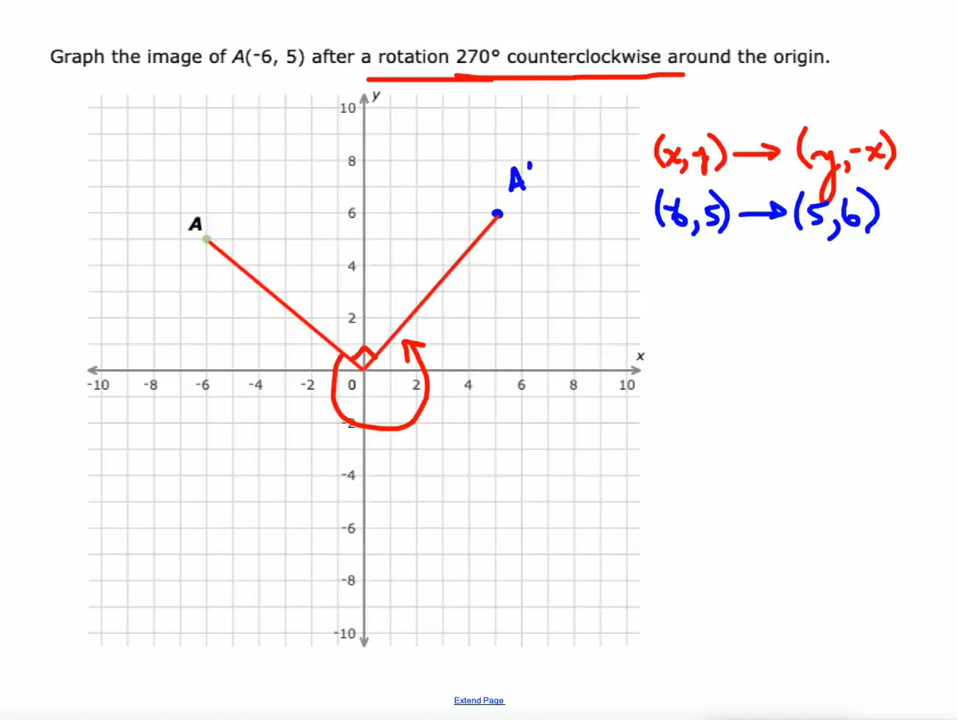 Graph the image of A(-6, 5) after a rotation 270° counterclockwise around the origin.
y
10
(x, y) → (y, -x)
8
A'
(-6, 5) → (5, 6)
6
A
4
2
x
-10 -8 -6 -4 -2 0 2 4 6 8 10
-2
-4
-6
-8
-10
Extend Page